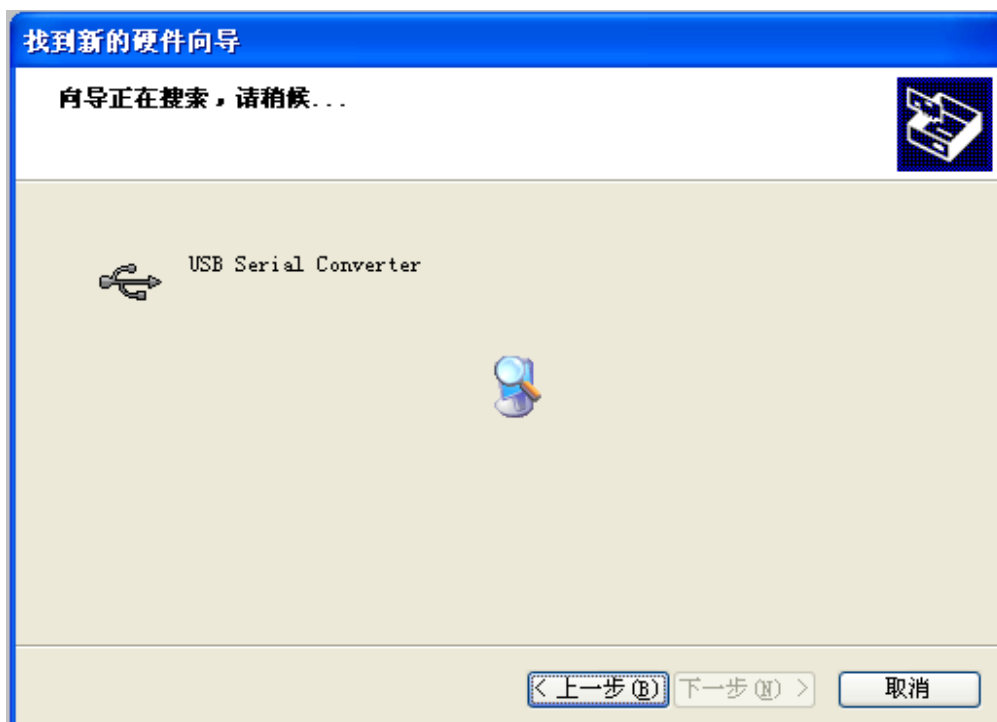 找到新的硬件向导
向导正在搜索，请稍候...
USB Serial Converter
< 上一步(B) 下一步(N) > 取消